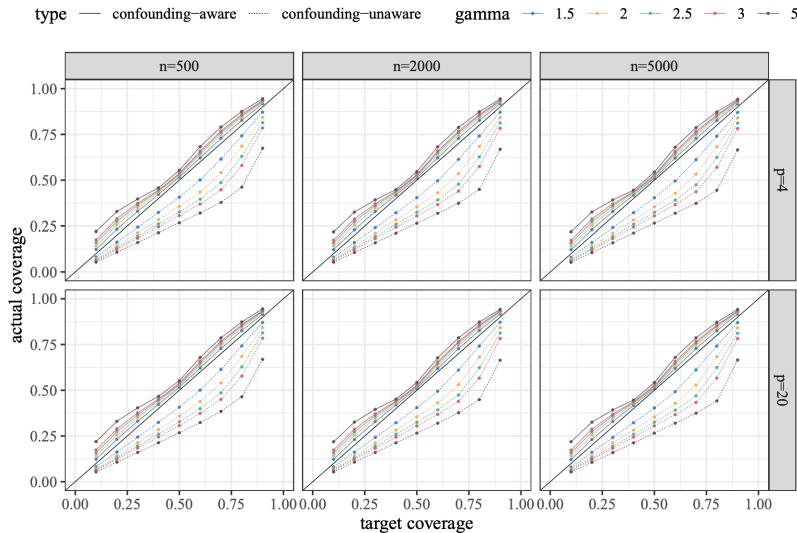 type confounding−aware confounding−unaware gamma 1.5 2 2.5 3 5
n=500 n=2000 n=5000
1.00
0.75
0.50
0.25
0.00
p=4
1.00
0.75
0.50
0.25
0.00
p=20
actual coverage
0.00 0.25 0.50 0.75 1.00 0.00 0.25 0.50 0.75 1.00 0.00 0.25 0.50 0.75 1.00
target coverage